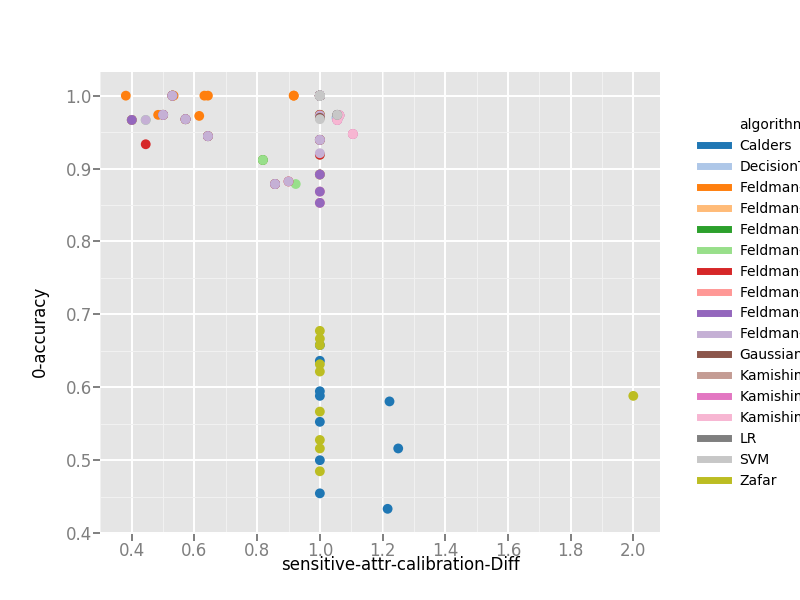 1.0
0.9
0.8
0.7
0.6
0.5
0.4
0-accuracy
0.4 0.6 0.8 1.0 1.2 1.4 1.6 1.8 2.0
sensitive-attr-calibration-Diff
algorithm
Calders
Decision
Feldman-
Feldman-
Feldman-
Feldman-
Feldman-
Feldman-
Feldman-
Feldman-
Gaussian
Kamishin
Kamishin
Kamishin
LR
SVM
Zafar